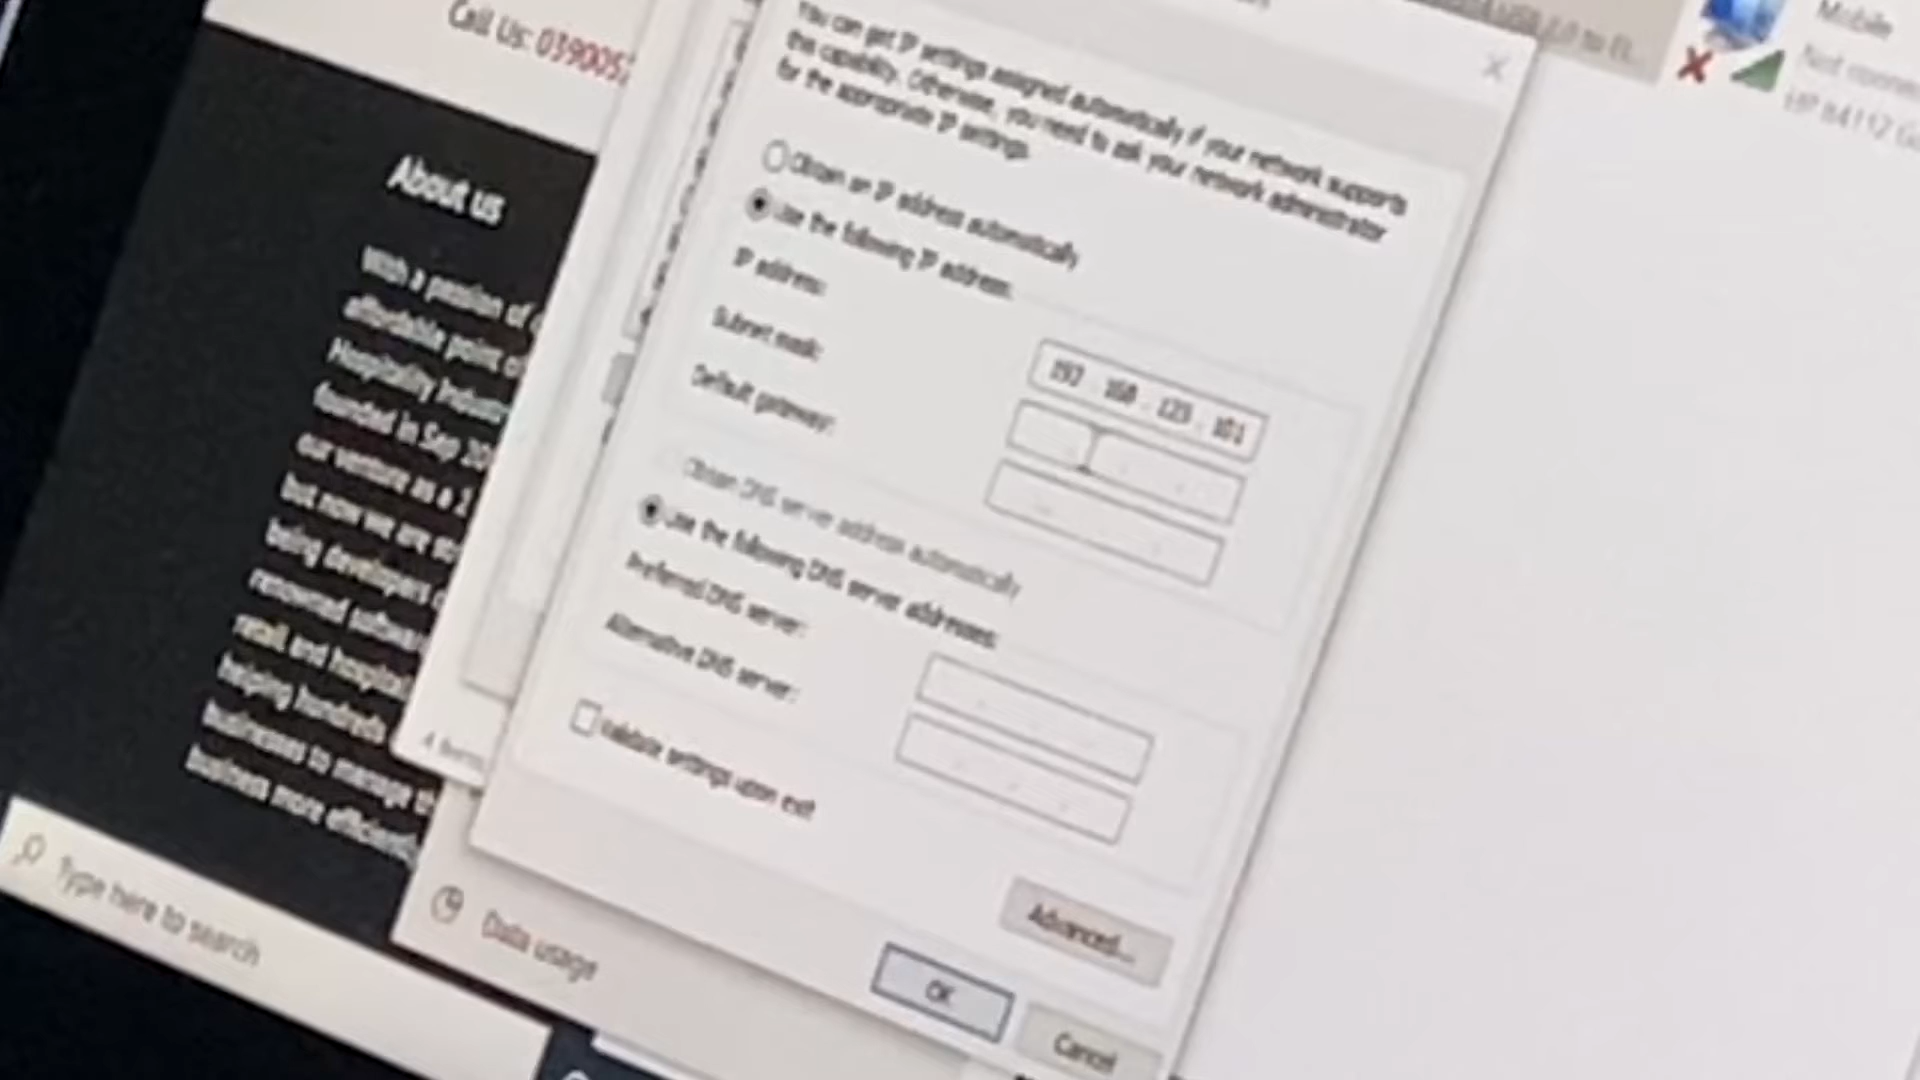 Call Us: 039005
About us
With a passion of
affordable point o
Hospitality Indust
founded in Sep 20
our venture as a 2
but now we are
being developers
renowned software
retail and hospital
helping hundreds
businesses to manage
business more efficient
Type here to search
Data usage
You can get IP settings assigned automatically if your network supports
this capability. Otherwise, you need to ask your network administrator
for the appropriate IP settings.
Obtain an IP address automatically
Use the following IP address:
IP address:
192 . 168 . 123 . 101
Subnet mask:
Default gateway:
Obtain DNS server address automatically
Use the following DNS server addresses:
Preferred DNS server:
Alternative DNS server:
Validate settings upon exit
Advanced...
OK
Cancel
Mobile